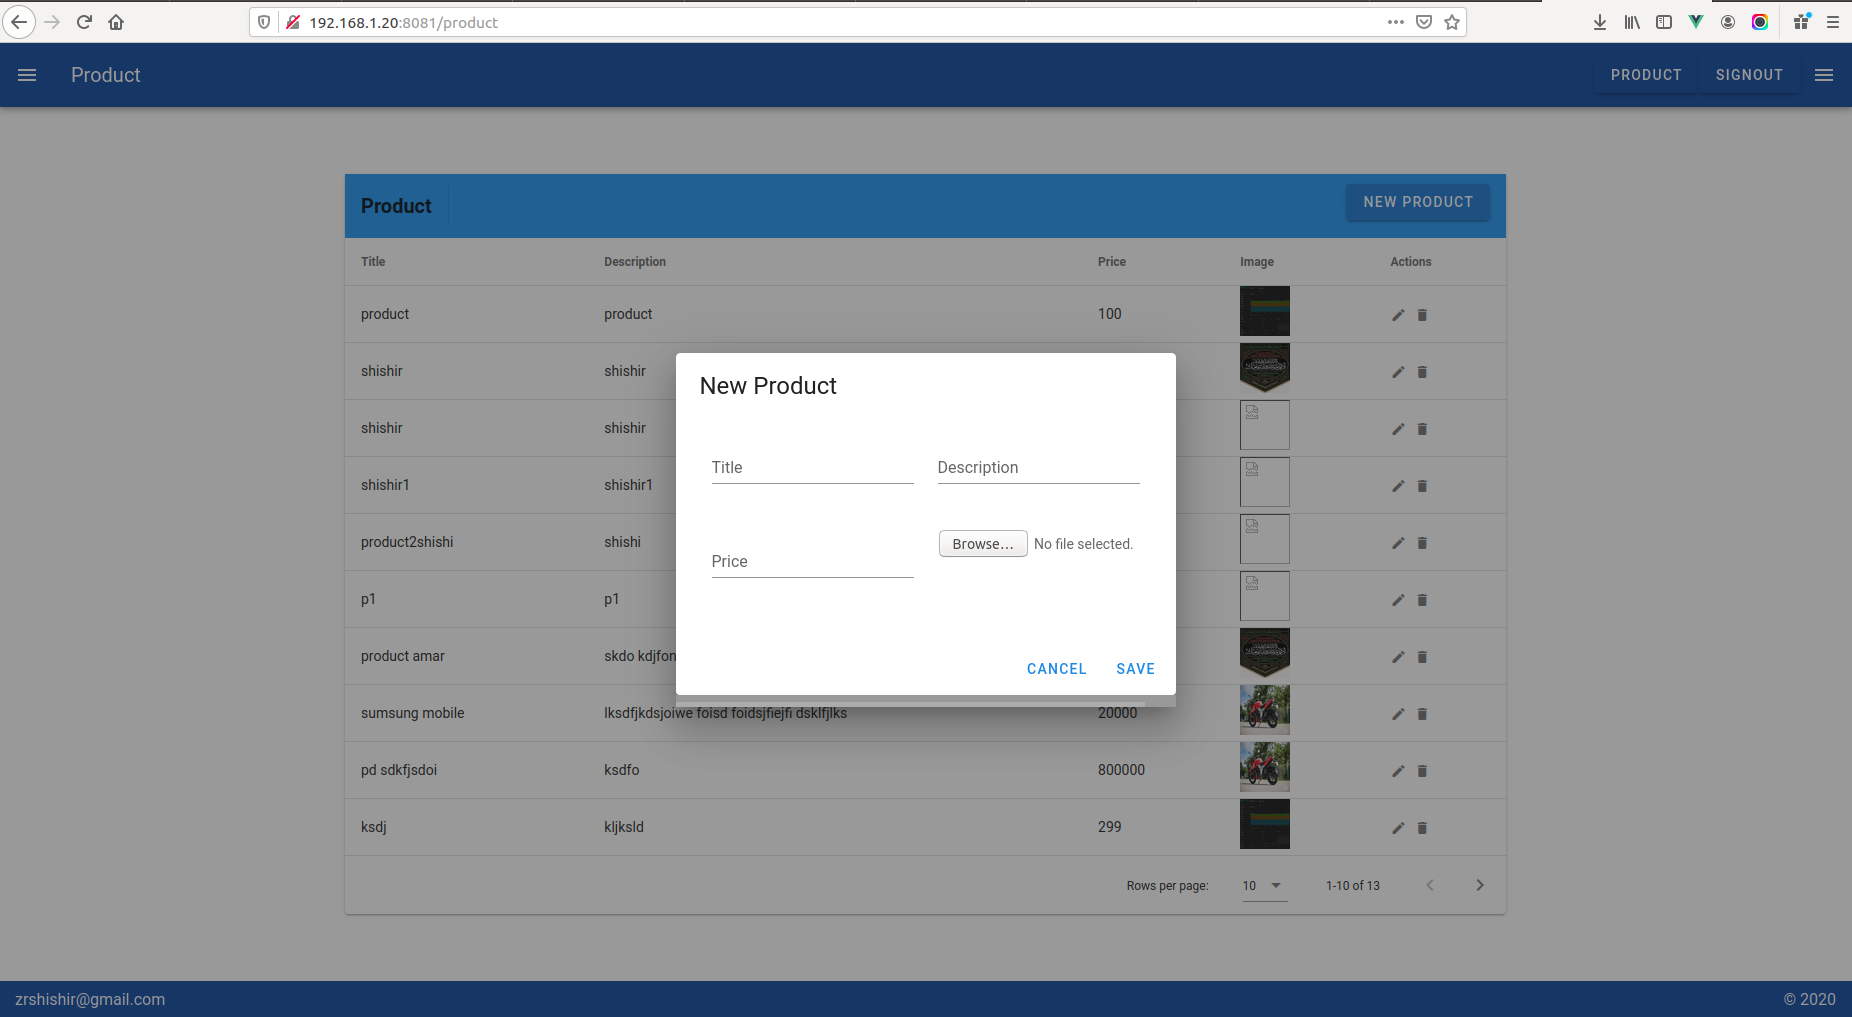 192.168.1.20:8081/product
Product
PRODUCT
SIGNOUT
Product
NEW PRODUCT
Title Description Price Image Actions
product product 100
shishir shishir
shishir shishir
shishir1 shishir1
product2shishi shishi
p1 p1
product amar skdo kdjfon
sumsung mobile lksdfjkdsjoiwe foisd foidsjfiejfi dsklfjlks 20000
pd sdkfjsdoi ksdfo 800000
ksdj kljksld 299
New Product
Title Description
Browse... No file selected.
Price
CANCEL SAVE
Rows per page: 10 1-10 of 13
zrshishir@gmail.com © 2020